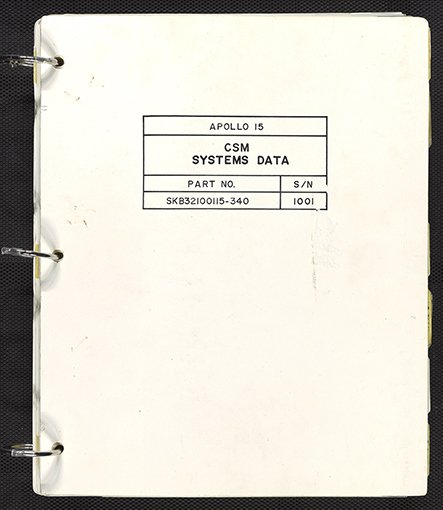 APOLLO 15
CSM
SYSTEMS DATA
PART NO. S/N
SKB32100115-340 1001